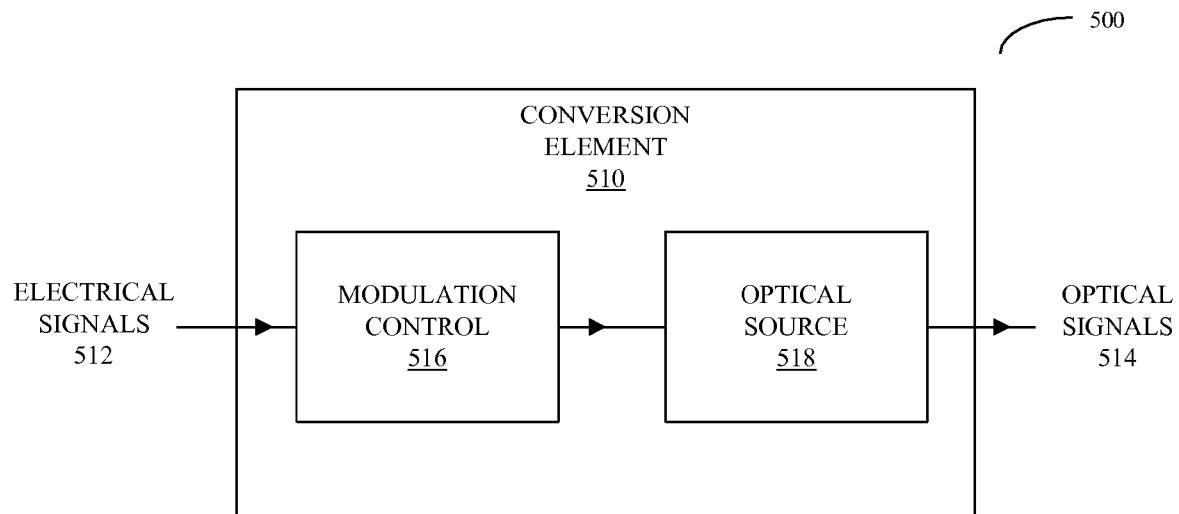 500
CONVERSION
ELEMENT
510
ELECTRICAL
SIGNALS
512
MODULATION
CONTROL
516
OPTICAL
SOURCE
518
OPTICAL
SIGNALS
514